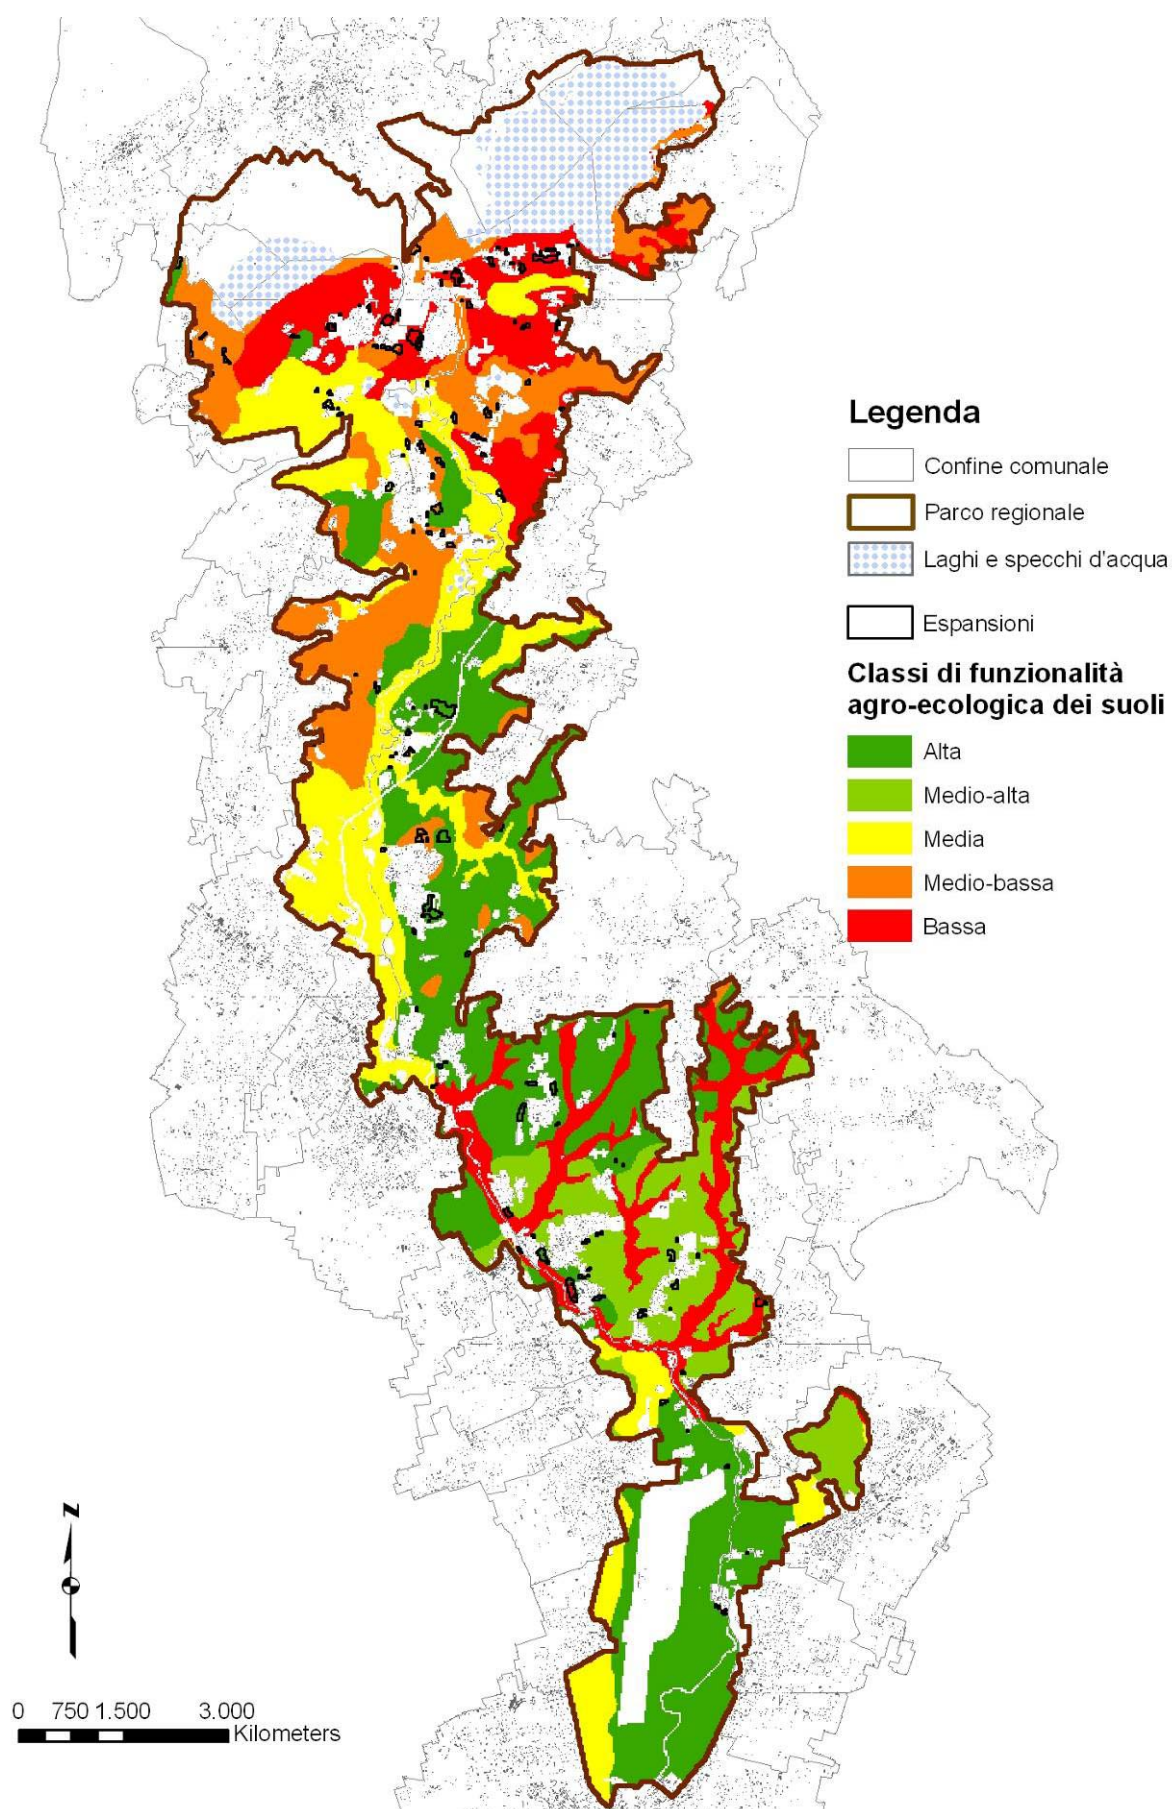 Legenda
Confine comunale
Parco regionale
Laghi e specchi d'acqua
Espansioni
Classi di funzionalità
agro-ecologica dei suoli
Alta
Medio-alta
Media
Medio-bassa
Bassa
N
0 750 1.500 3.000
Kilometers